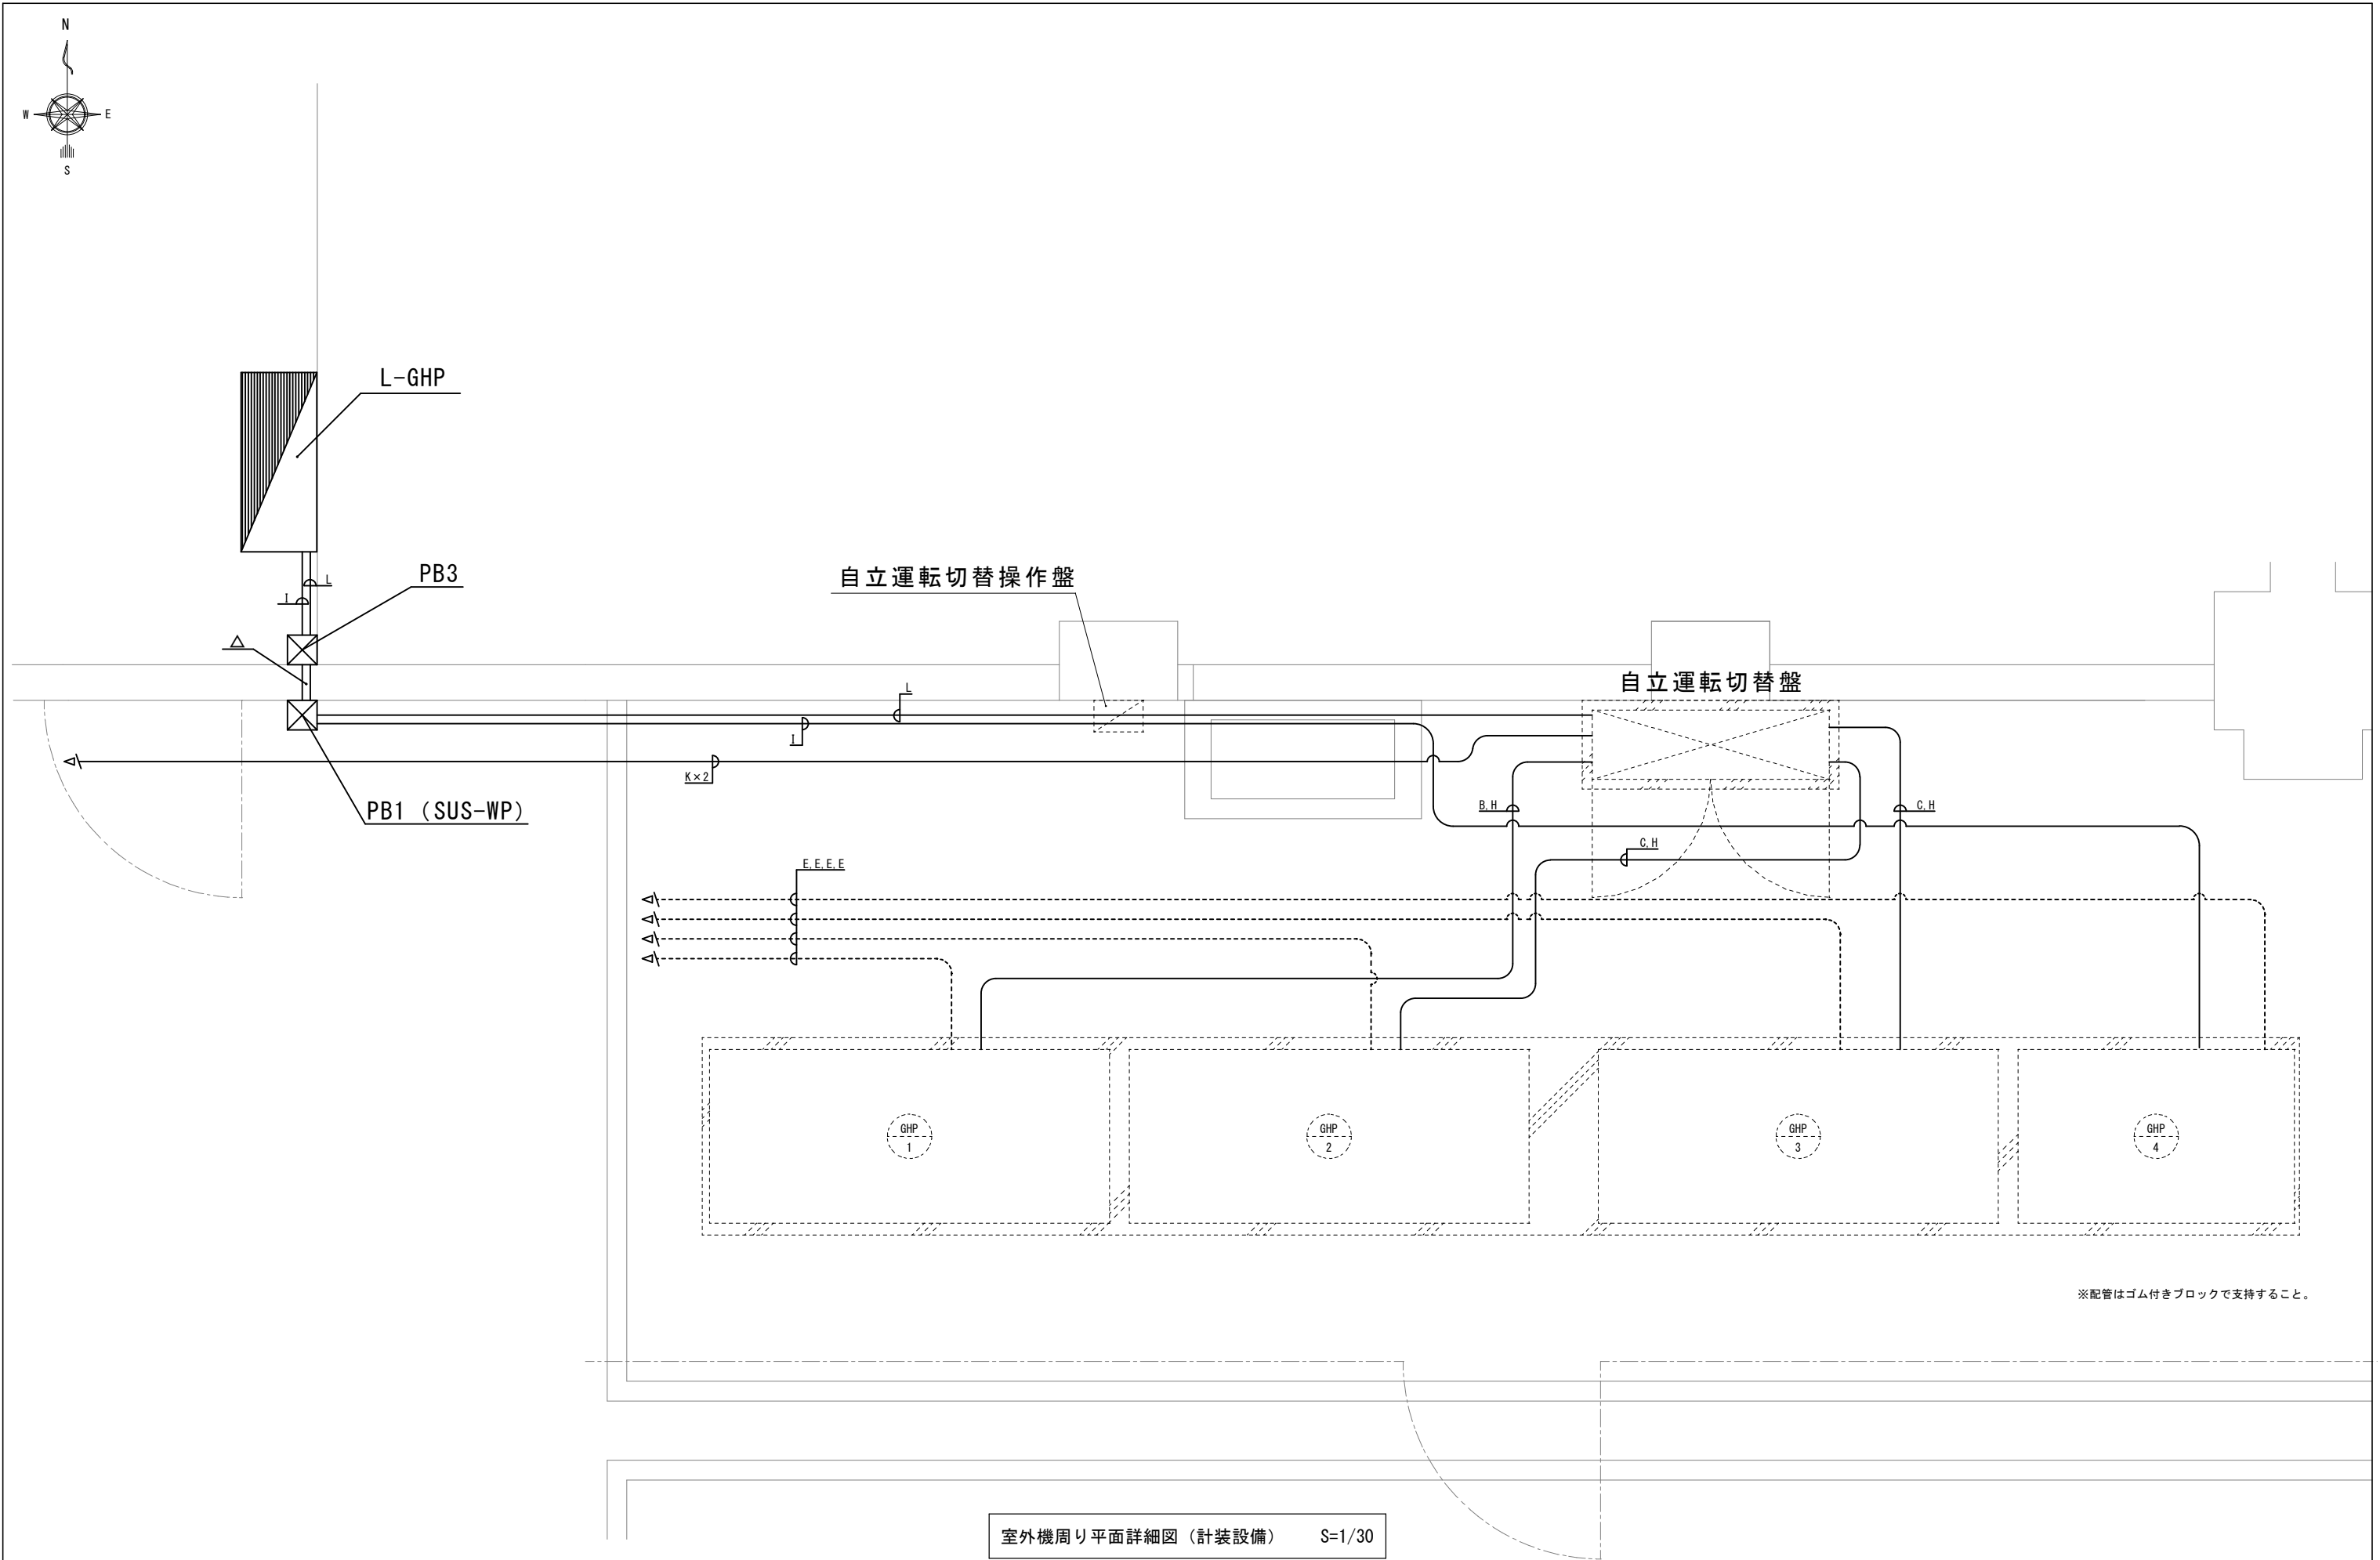 N
W
E
S
L-GHP
L
I
PB3
△
自立運転切替操作盤
自立運転切替盤
L
I
K×2
PB1 (SUS-WP)
B,H
C,H
C,H
E,E,E,E
GHP
1
GHP
2
GHP
3
GHP
4
※配管はゴム付きブロックで支持すること。
室外機周り平面詳細図（計装設備） S=1/30